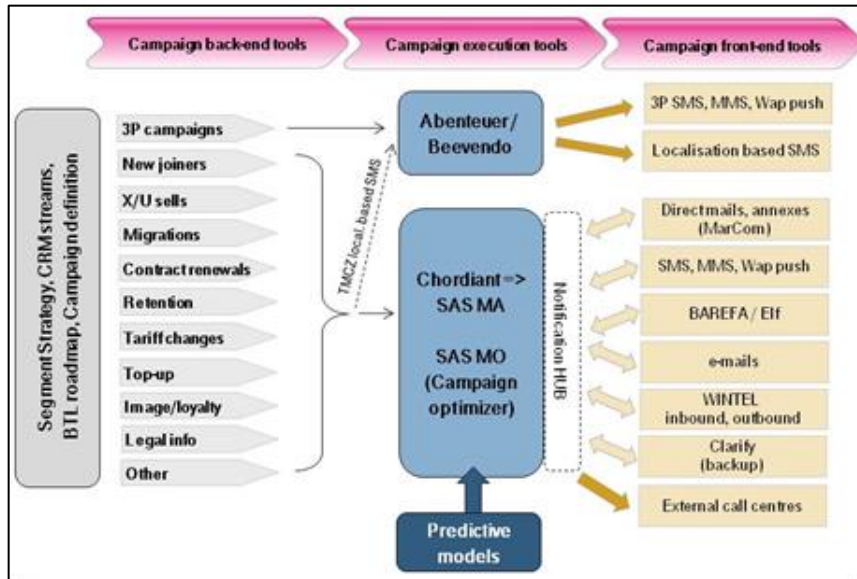 Campaign back-end tools
Campaign execution tools
Campaign front-end tools
Segment Strategy, CRM streams,
BTL roadmap, Campaign definition
3P campaigns
New joiners
X/U sells
Migrations
Contract renewals
Retention
Tariff changes
Top-up
Image/loyalty
Legal info
Other
TMCZ local. based SMS
Abenteuer/
Beevendo
Chordiant =>
SAS MA
SAS MO
(Campaign
optimizer)
Notification HUB
Predictive
models
3P SMS, MMS, Wap push
Localisation based SMS
Direct mails, annexes
(MarCom)
SMS, MMS, Wap push
BAREFA / Elf
e-mails
WINTEL
inbound, outbound
Clarify
(backup)
External call centres